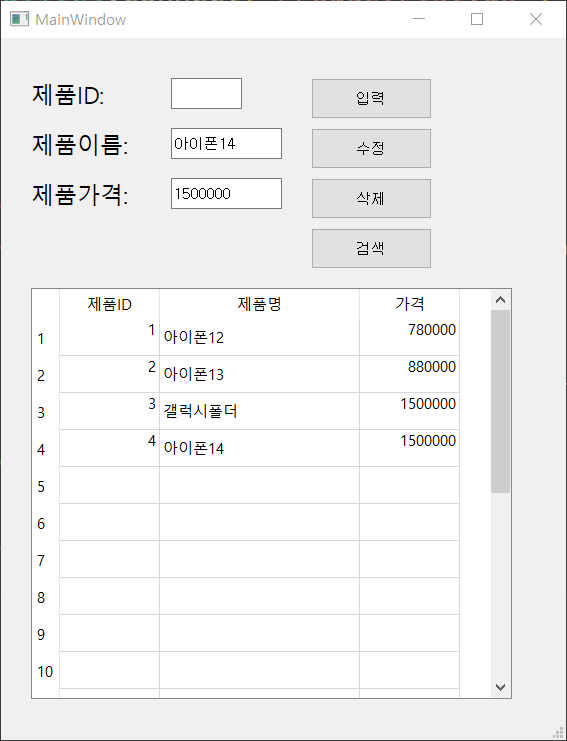 MainWindow
제품ID:
입력
제품이름: 아이폰14
수정
제품가격: 1500000
삭제
검색
제품ID 제품명 가격
1 1 아이폰12 780000
2 2 아이폰13 880000
3 3 갤럭시폴더 1500000
4 4 아이폰14 1500000
5
6
7
8
9
10